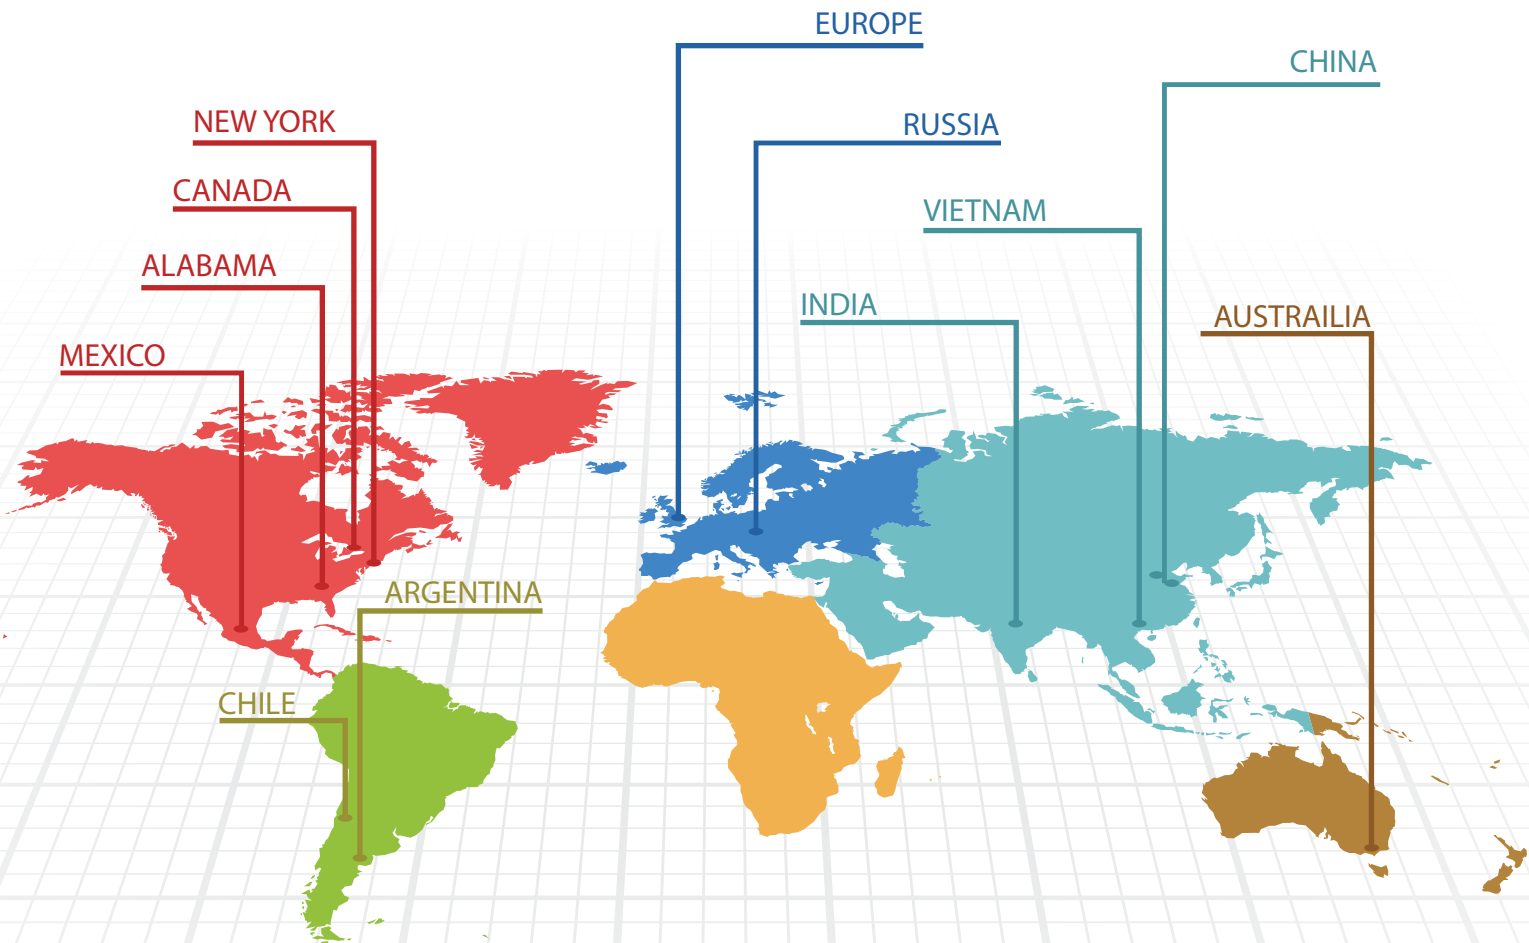 EUROPE
CHINA
NEW YORK
RUSSIA
CANADA
VIETNAM
ALABAMA
INDIA
AUSTRAILIA
MEXICO
ARGENTINA
CHILE